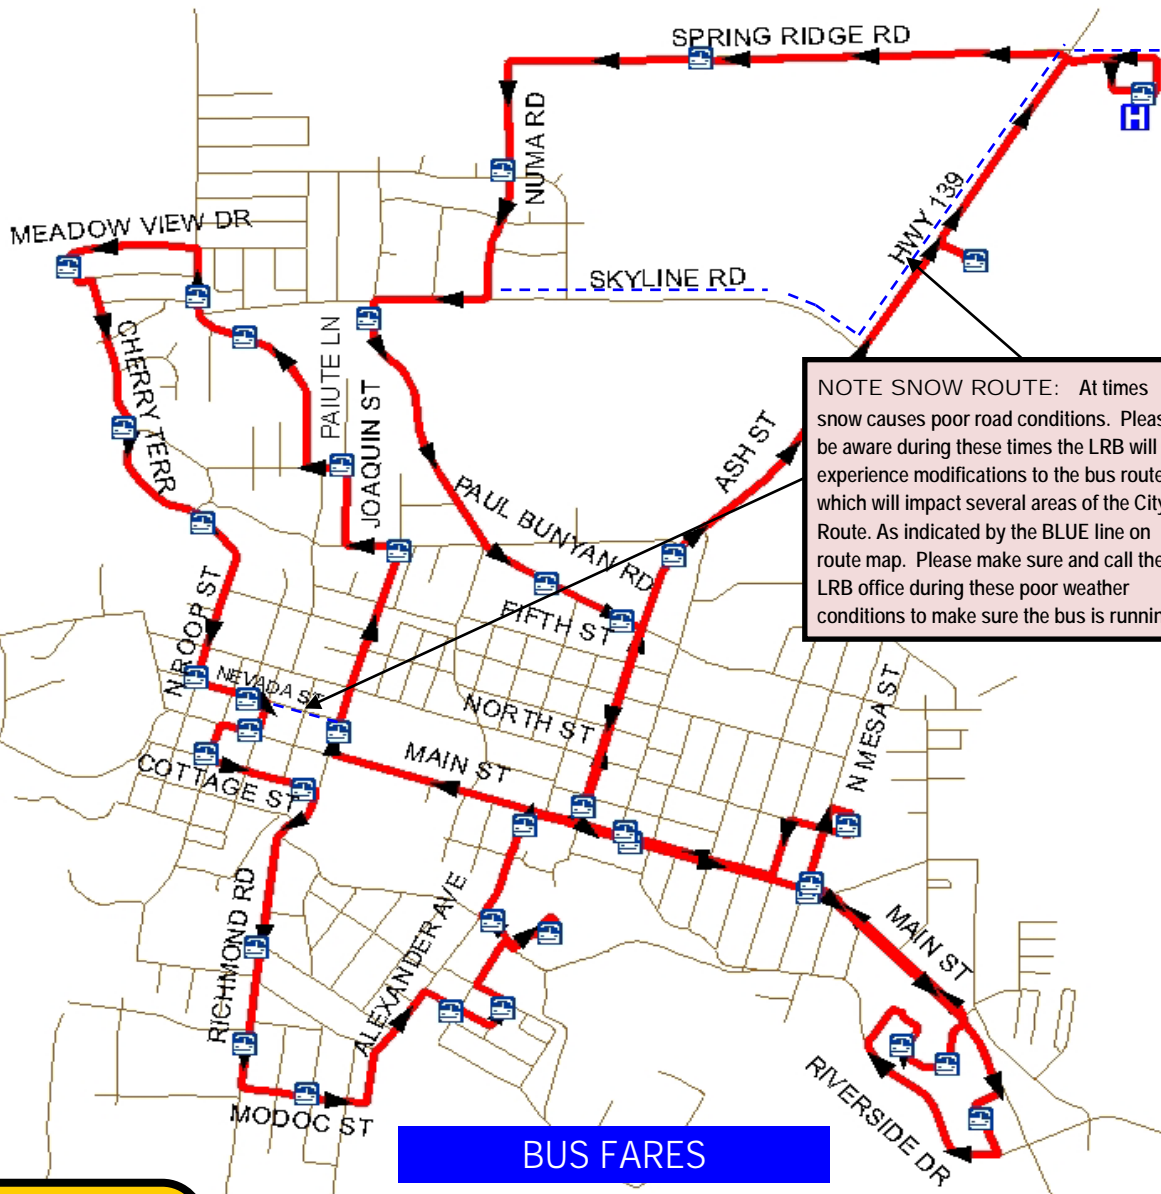 SPRING RIDGE RD
NUMA RD
H
HWY 139
MEADOW VIEW DR
SKYLINE RD
CHERRY TERR
PAIUTE LN
JOAQUIN ST
NOTE SNOW ROUTE: At times
snow causes poor road conditions. Pleas
be aware during these times the LRB will
experience modifications to the bus route
which will impact several areas of the City
Route. As indicated by the BLUE line on
route map. Please make sure and call the
LRB office during these poor weather
conditions to make sure the bus is runnin
ASH ST
PAUL BUNYAN RD
FIFTH ST
N ROOP ST
NEVADA ST
NORTH ST
MAIN ST
N MESA ST
COTTAGE ST
RICHMOND RD
ALEXANDER AVE
MAIN ST
MODOC ST
RIVERSIDE DR
BUS FARES